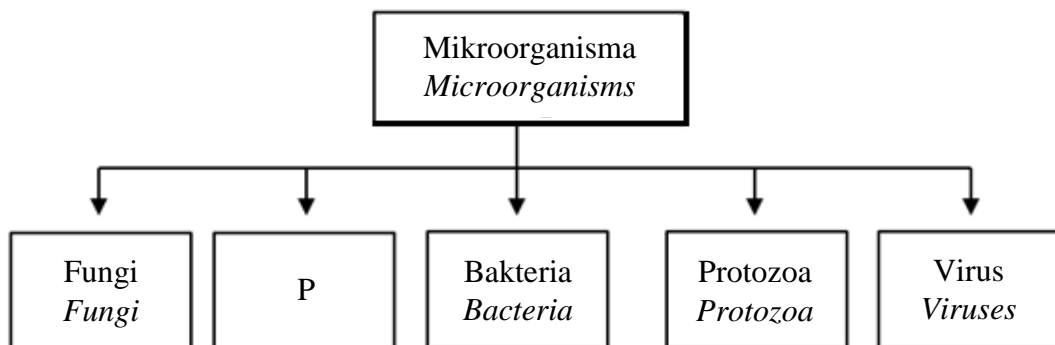 Mikroorganisma
Microorganisms
Fungi
Fungi
P
Bakteria
Bacteria
Protozoa
Protozoa
Virus
Viruses